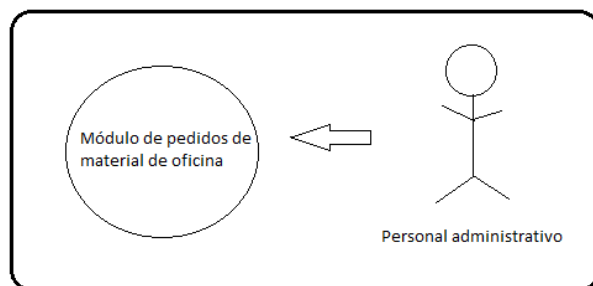 Módulo de pedidos de
material de oficina
Personal administrativo